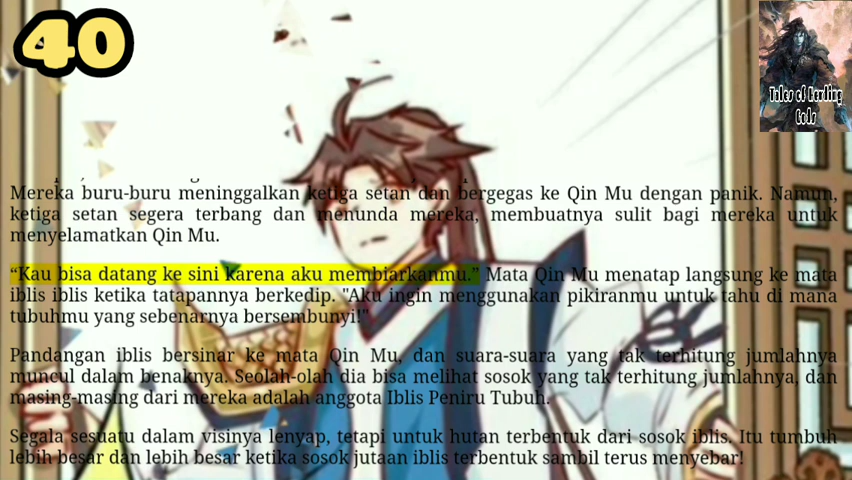 40
Tales of Herding
Gods
Mereka buru-buru meninggalkan ketiga setan dan bergegas ke Qin Mu dengan panik. Namun,
ketiga setan segera terbang dan menunda mereka, membuatnya sulit bagi mereka untuk
menyelamatkan Qin Mu.
“Kau bisa datang ke sini karena aku membiarkanmu.” Mata Qin Mu menatap langsung ke mata
iblis iblis ketika tatapannya berkedip. "Aku ingin menggunakan pikiranmu untuk tahu di mana
tubuhmu yang sebenarnya bersembunyi!"
Pandangan iblis bersinar ke mata Qin Mu, dan suara-suara yang tak terhitung jumlahnya
muncul dalam benaknya. Seolah-olah dia bisa melihat sosok yang tak terhitung jumlahnya, dan
masing-masing dari mereka adalah anggota Iblis Peniru Tubuh.
Segala sesuatu dalam visinya lenyap, tetapi untuk hutan terbentuk dari sosok iblis. Itu tumbuh
lebih besar dan lebih besar ketika sosok jutaan iblis terbentuk sambil terus menyebar!